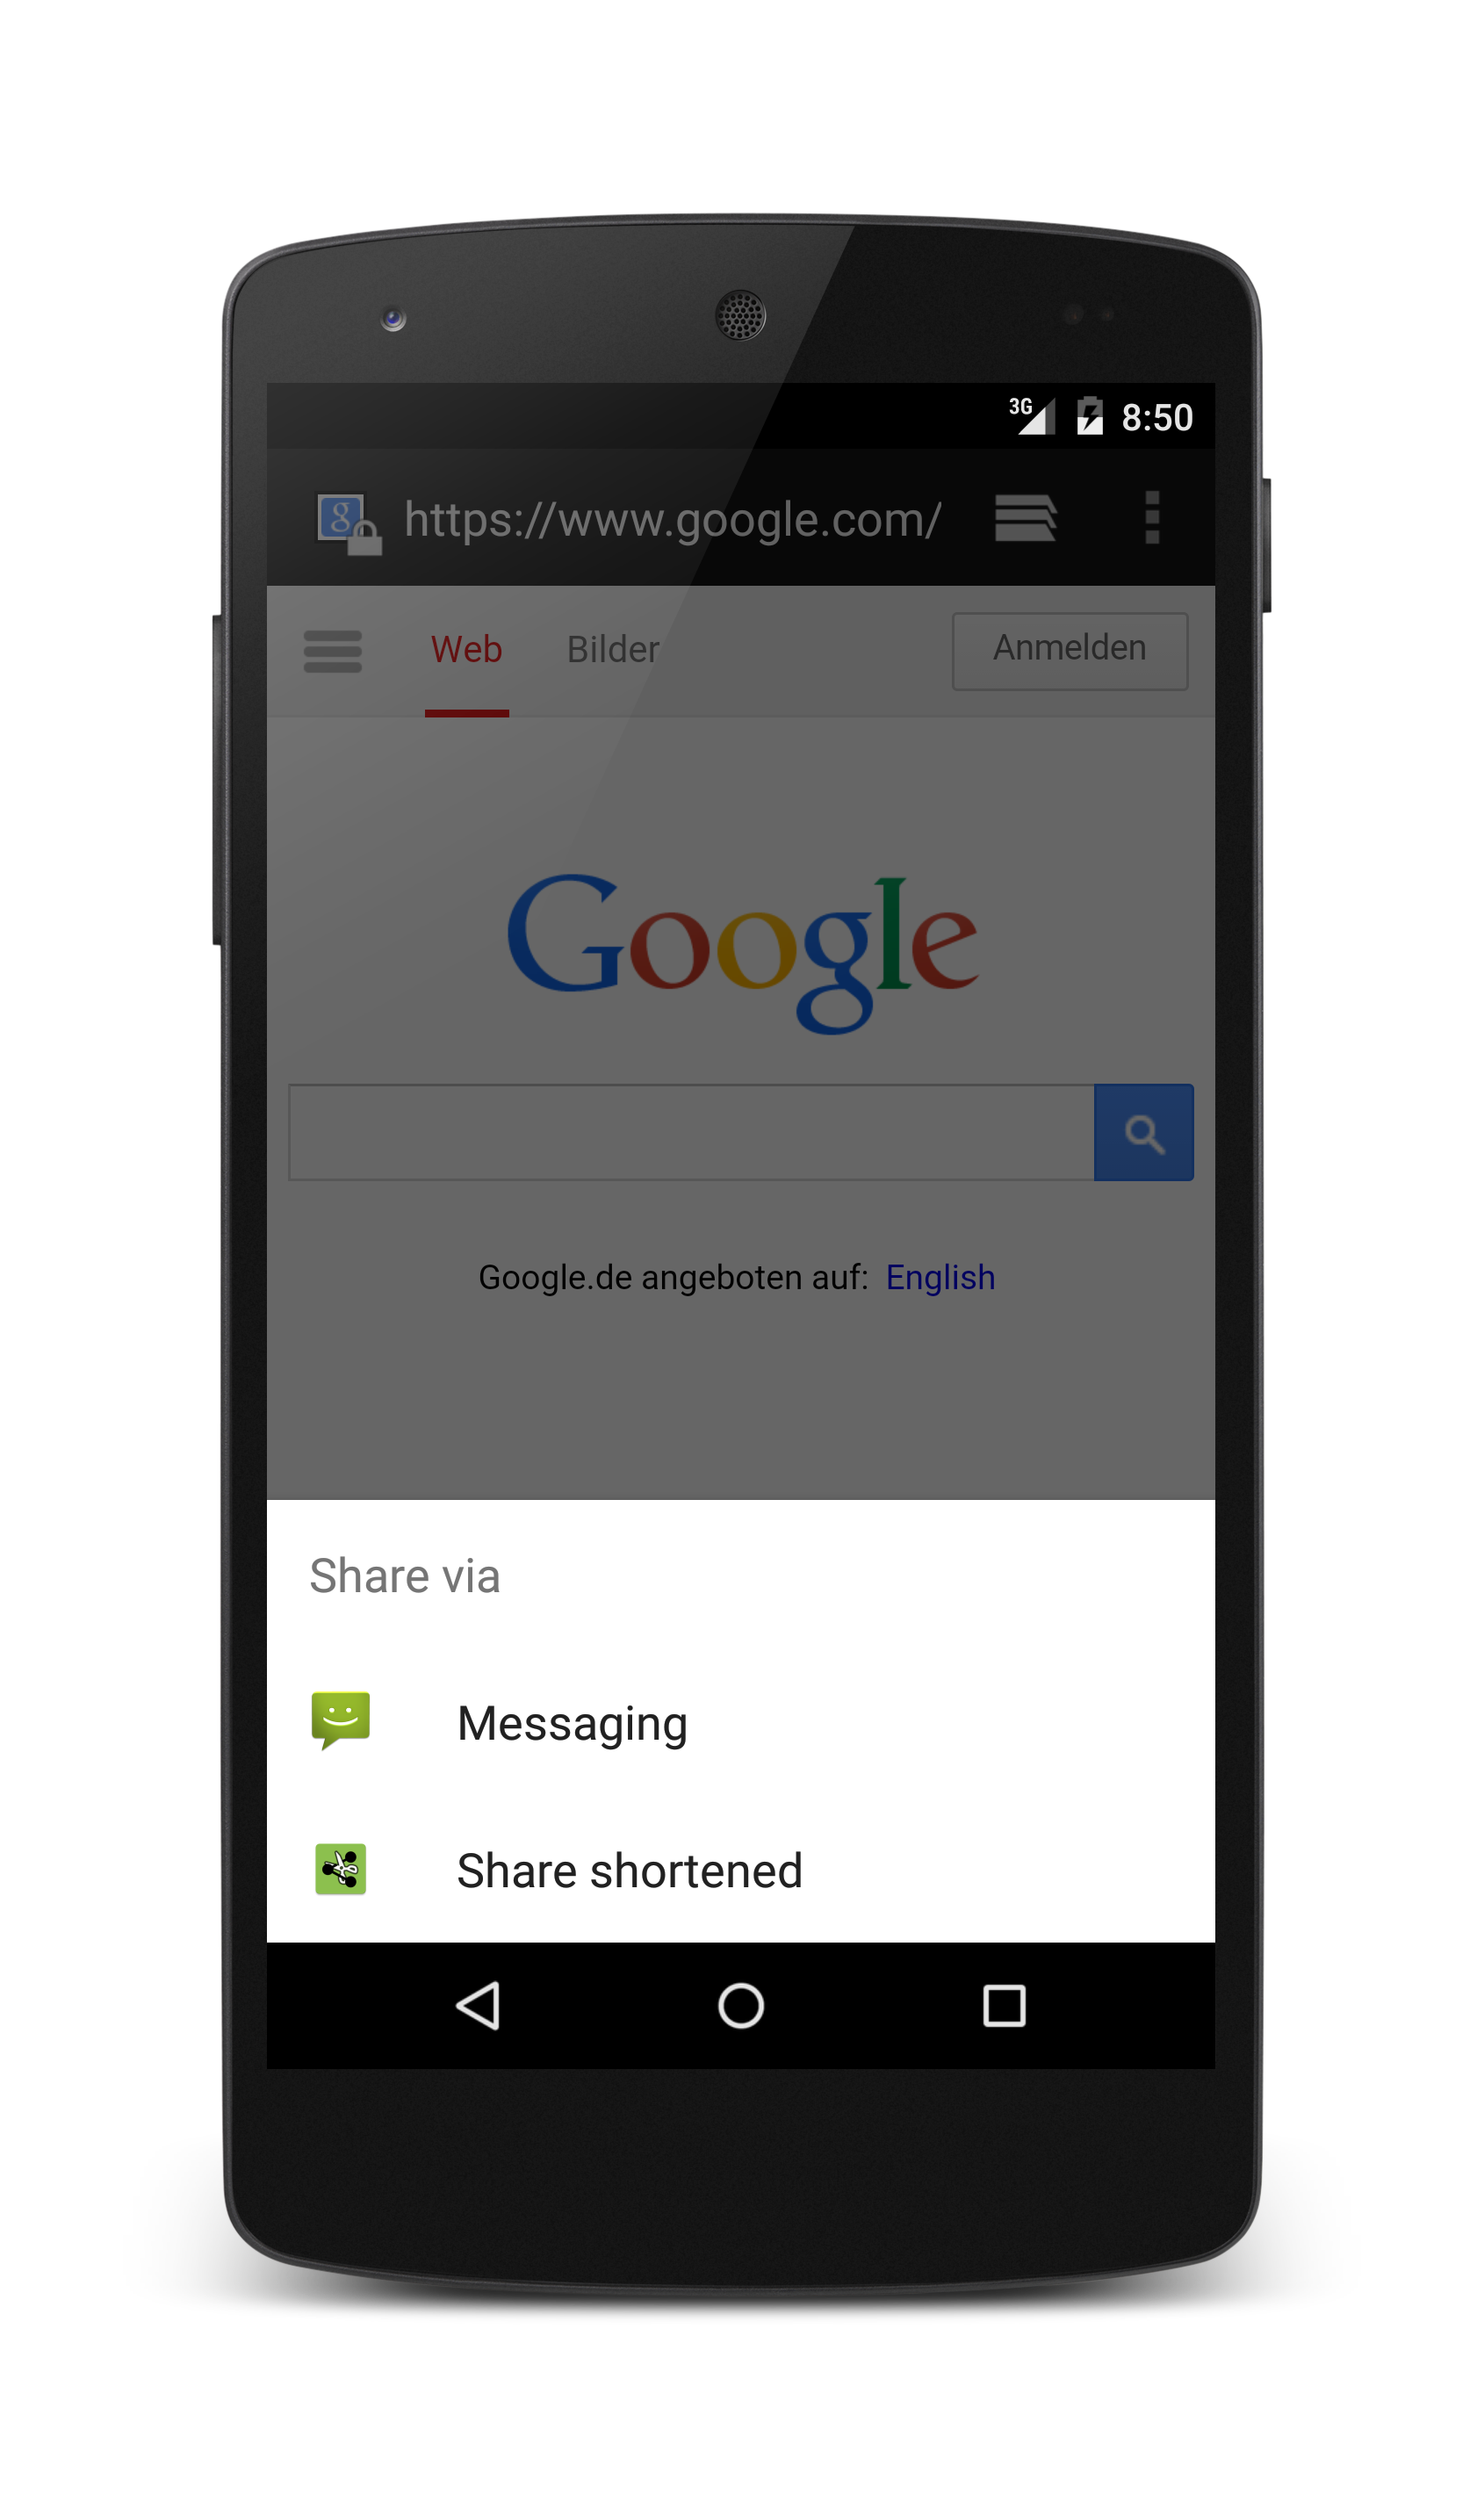 3G 8:50
g https://www.google.com/
Web Bilder Anmelden
Google
Google.de angeboten auf: English
Share via
Messaging
Share shortened